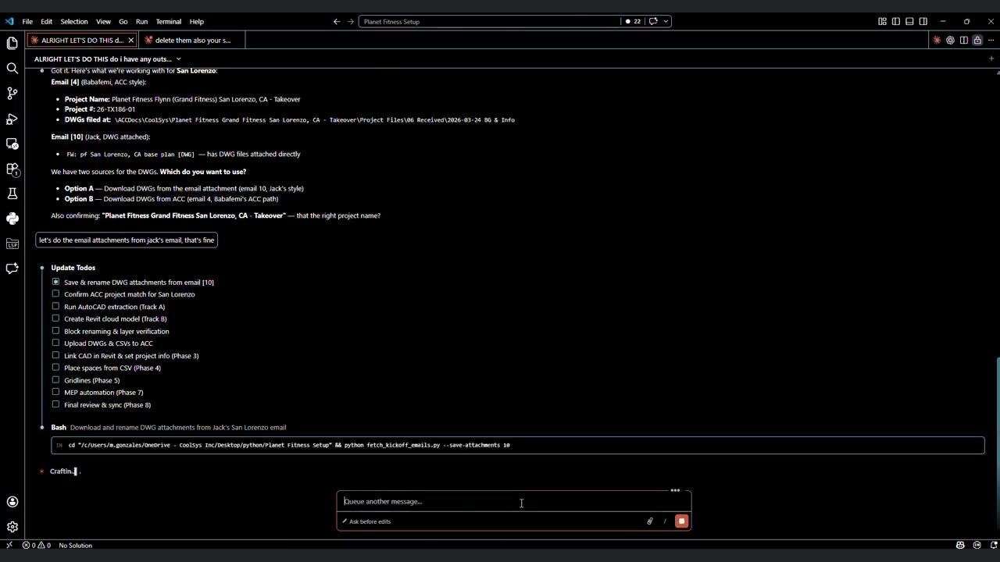 File Edit Selection View Go Run Terminal Help
Planet Fitness Setup
22
ALRIGHT LET'S DO THIS d...
delete them also your s...
ALRIGHT LET'S DO THIS do i have any outs...
Got it. Here's what we're working with for San Lorenzo:
Email [4] (Babafemi, ACC style):
• Project Name: Planet Fitness Flynn (Grand Fitness) San Lorenzo, CA - Takeover
• Project #: 26-TX186-01
• DWGs filed at: \ACCDocs\CoolSys\Planet Fitness Grand Fitness San Lorenzo, CA - Takeover\Project Files\06 Received\2026-03-24 BG & Info
Email [10] (Jack, DWG attached):
• FW: pf San Lorenzo, CA base plan [DWG] — has DWG files attached directly
We have two sources for the DWGs. Which do you want to use?
• Option A — Download DWGs from the email attachment (email 10, Jack's style)
• Option B — Download DWGs from ACC (email 4, Babafemi's ACC path)
Also confirming: "Planet Fitness Grand Fitness San Lorenzo, CA - Takeover" — that the right project name?
let's do the email attachments from jack's email, that's fine
Update Todos
Save & rename DWG attachments from email [10]
Confirm ACC project match for San Lorenzo
Run AutoCAD extraction (Track A)
Create Revit cloud model (Track B)
Block renaming & layer verification
Upload DWGs & CSVs to ACC
Link CAD in Revit & set project info (Phase 3)
Place spaces from CSV (Phase 4)
Gridlines (Phase 5)
MEP automation (Phase 7)
Final review & sync (Phase 8)
Bash Download and rename DWG attachments from Jack's San Lorenzo email
IN cd "/c/Users/m.gonzales/OneDrive - CoolSys Inc/Desktop/python/Planet Fitness Setup" && python fetch_kickoff_emails.py --save-attachments 10
Craftin.. .
Queue another message...
Ask before edits
/
LSP
1
0 0 No Solution